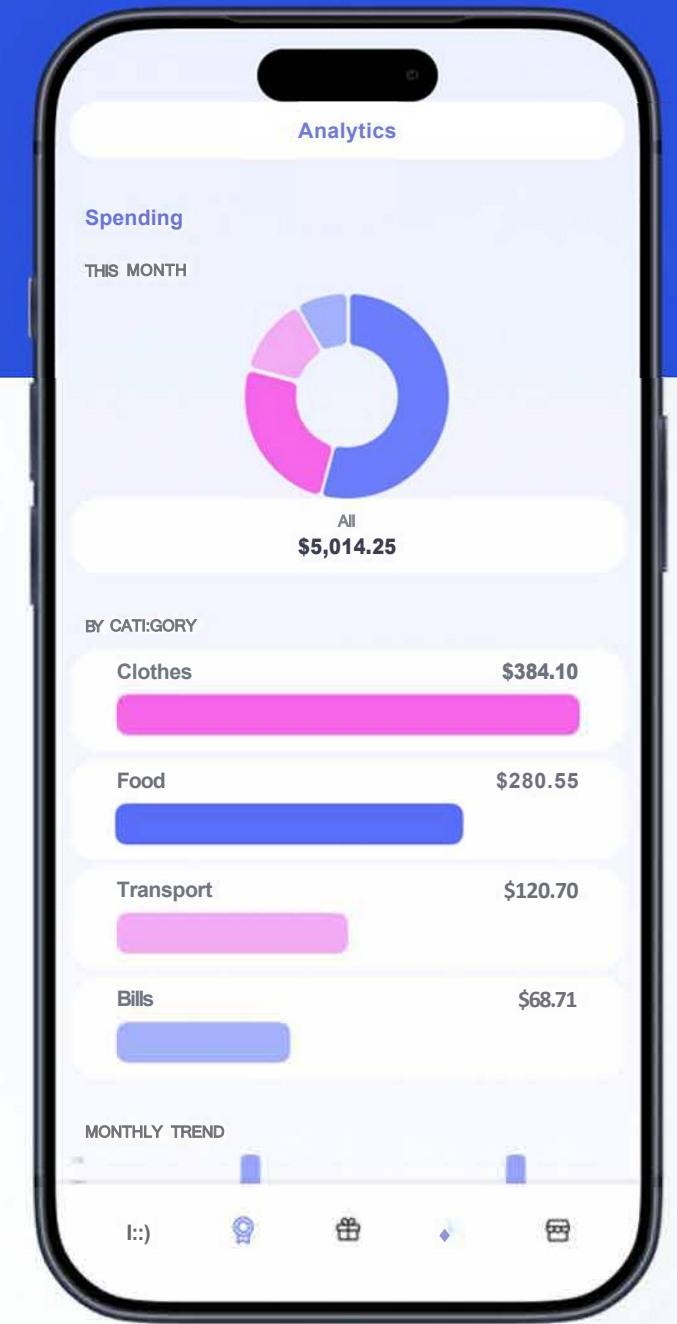 Analytics
Spending
THIS MONTH
All
$5,014.25
BY CATI:GORY
Clothes $384.10
Food $280.55
Transport $120.70
Bills $68.71
MONTHLY TREND
I::)